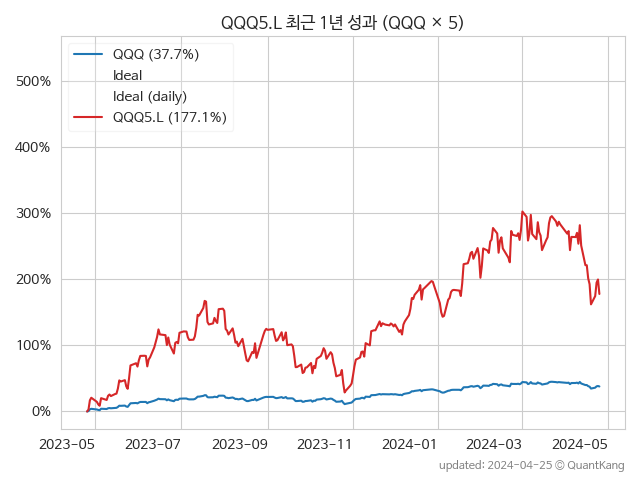 QQQ5.L 최근 1년 성과 (QQQ × 5)
QQQ (37.7%)
Ideal
Ideal (daily)
QQQ5.L (177.1%)
500%
400%
300%
200%
100%
0%
2023-05 2023-07 2023-09 2023-11 2024-01 2024-03 2024-05
updated: 2024-04-25 © QuantKang